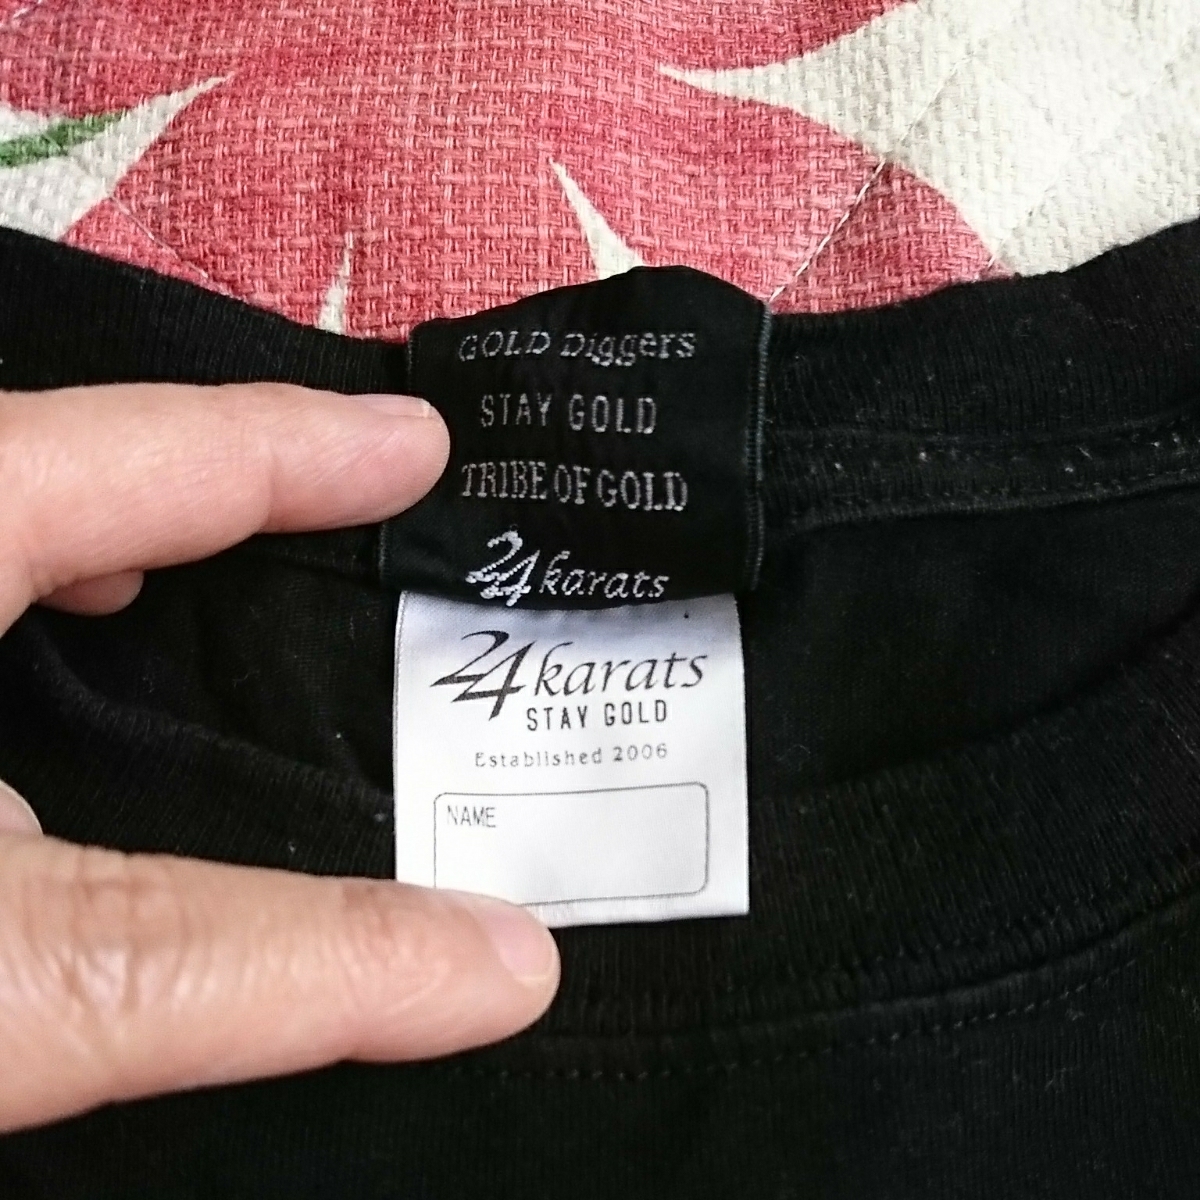 GOLD Diggers
STAY GOLD
TRIBE OF GOLD
24karats
24karats
STAY GOLD
Established 2006
NAME